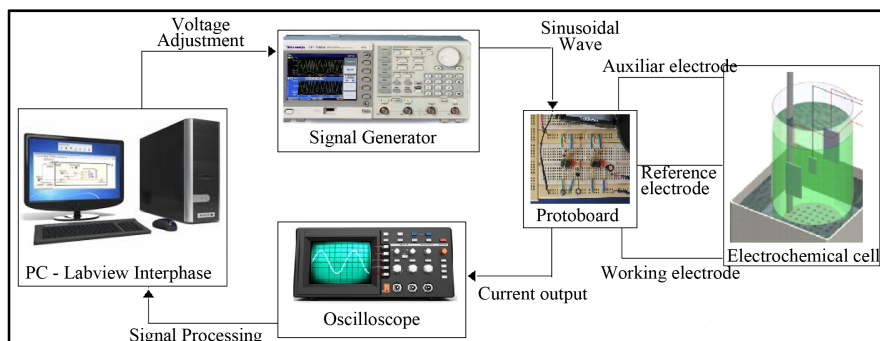 Voltage
Adjustment
Sinusoidal
Wave
Auxiliar electrode
Tektronix
Signal Generator
Reference
electrode
Protoboard
PC - Labview Interphase
Electrochemical cell
Working electrode
Current output
Oscilloscope
Signal Processing